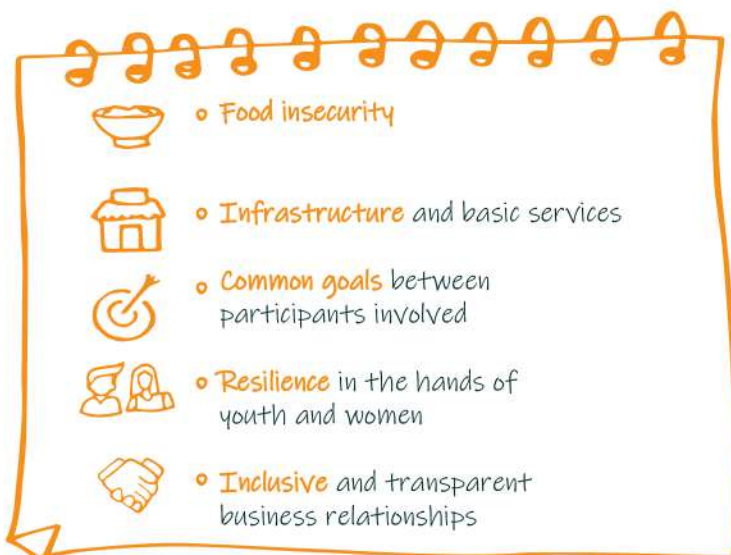 Food insecurity
Infrastructure and basic services
Common goals between
participants involved
Resilience in the hands of
youth and women
Inclusive and transparent
business relationships